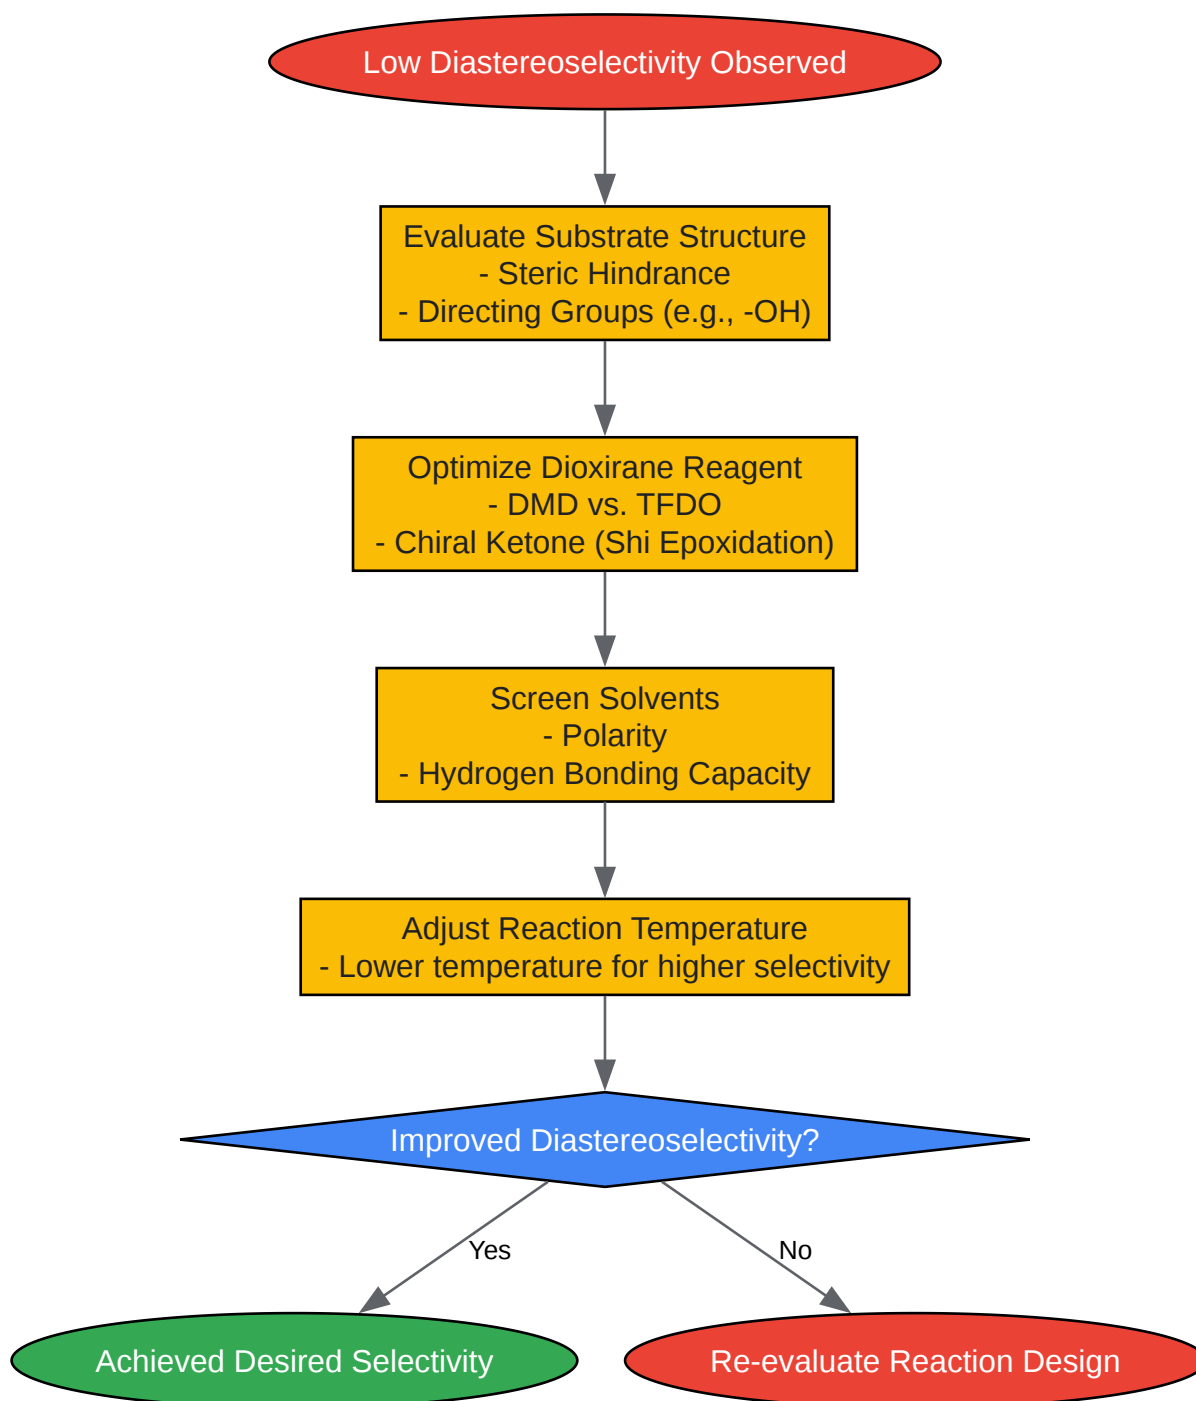 Low Diastereoselectivity Observed
Evaluate Substrate Structure
- Steric Hindrance
- Directing Groups (e.g., -OH)
Optimize Dioxirane Reagent
- DMD vs. TFDO
- Chiral Ketone (Shi Epoxidation)
Screen Solvents
- Polarity
- Hydrogen Bonding Capacity
Adjust Reaction Temperature
- Lower temperature for higher selectivity
Improved Diastereoselectivity?
Yes
No
Achieved Desired Selectivity
Re-evaluate Reaction Design